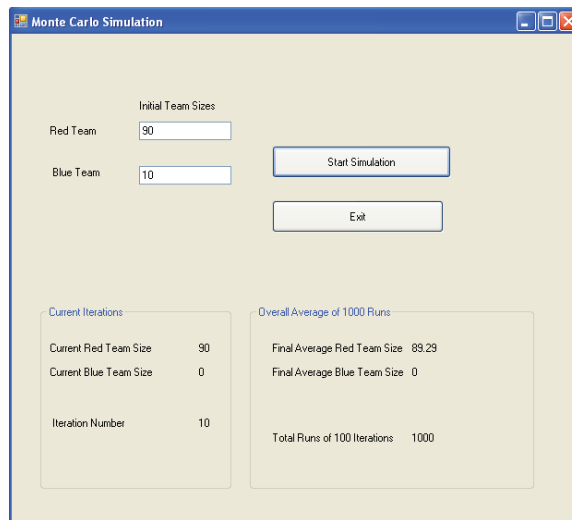 Monte Carlo Simulation
Initial Team Sizes
Red Team 90
Blue Team 10
Start Simulation
Exit
Current Iterations
Current Red Team Size 90
Current Blue Team Size 0
Iteration Number 10
Overall Average of 1000 Runs
Final Average Red Team Size 89.29
Final Average Blue Team Size 0
Total Runs of 100 Iterations 1000